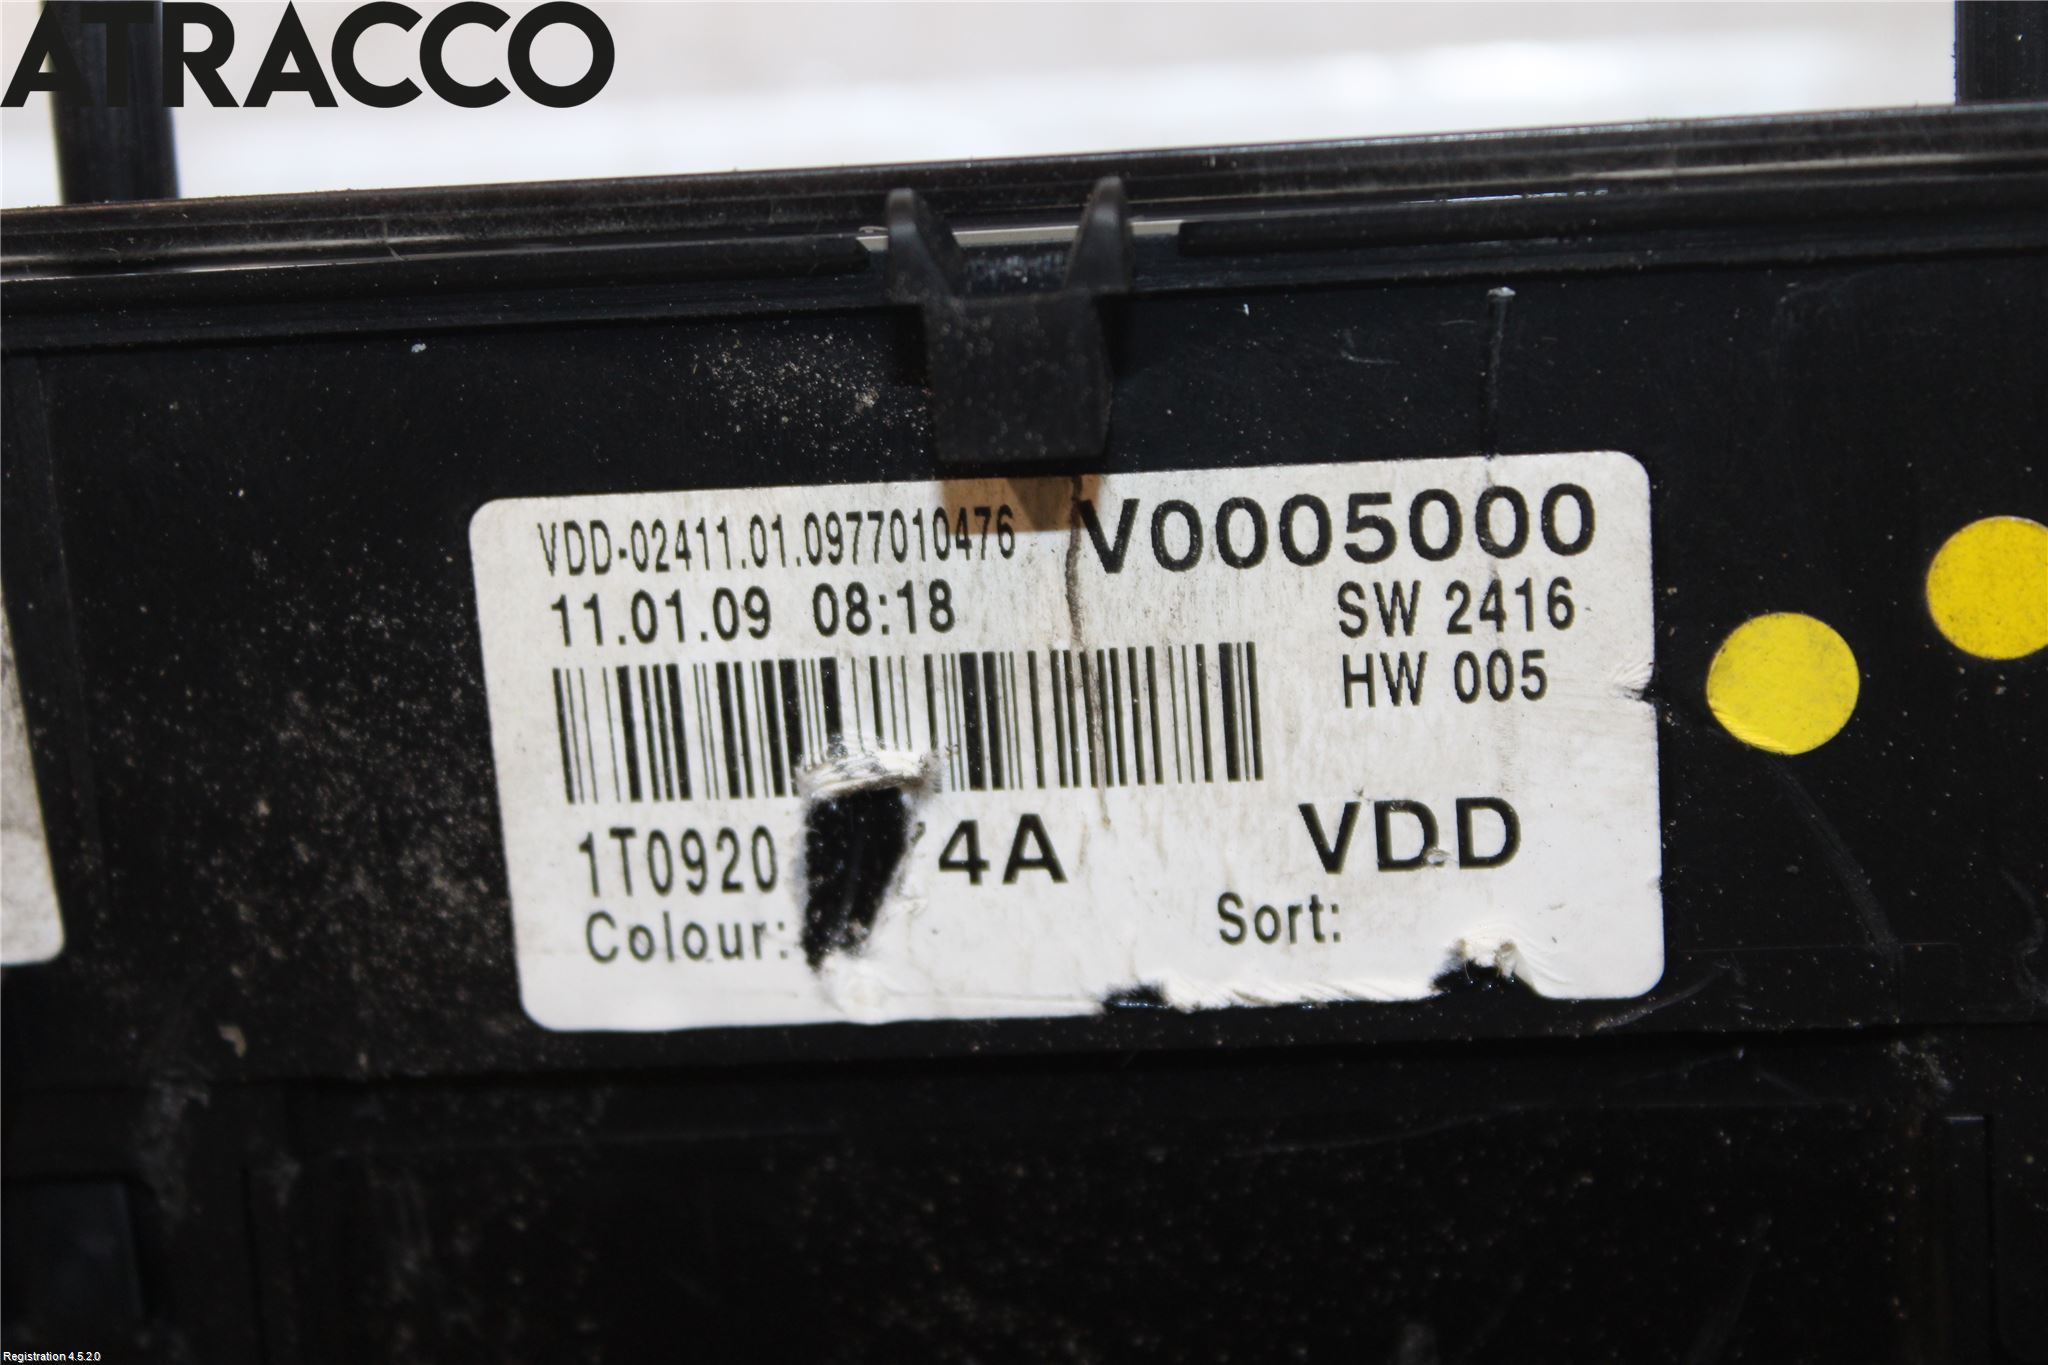 ATRACCO
VDD-02411.01.0977010476 V0005000
11.01.09 08:18 SW 2416
HW 005
1T0920 4A VDD
Colour: Sort:
Registration 4.5.2.0